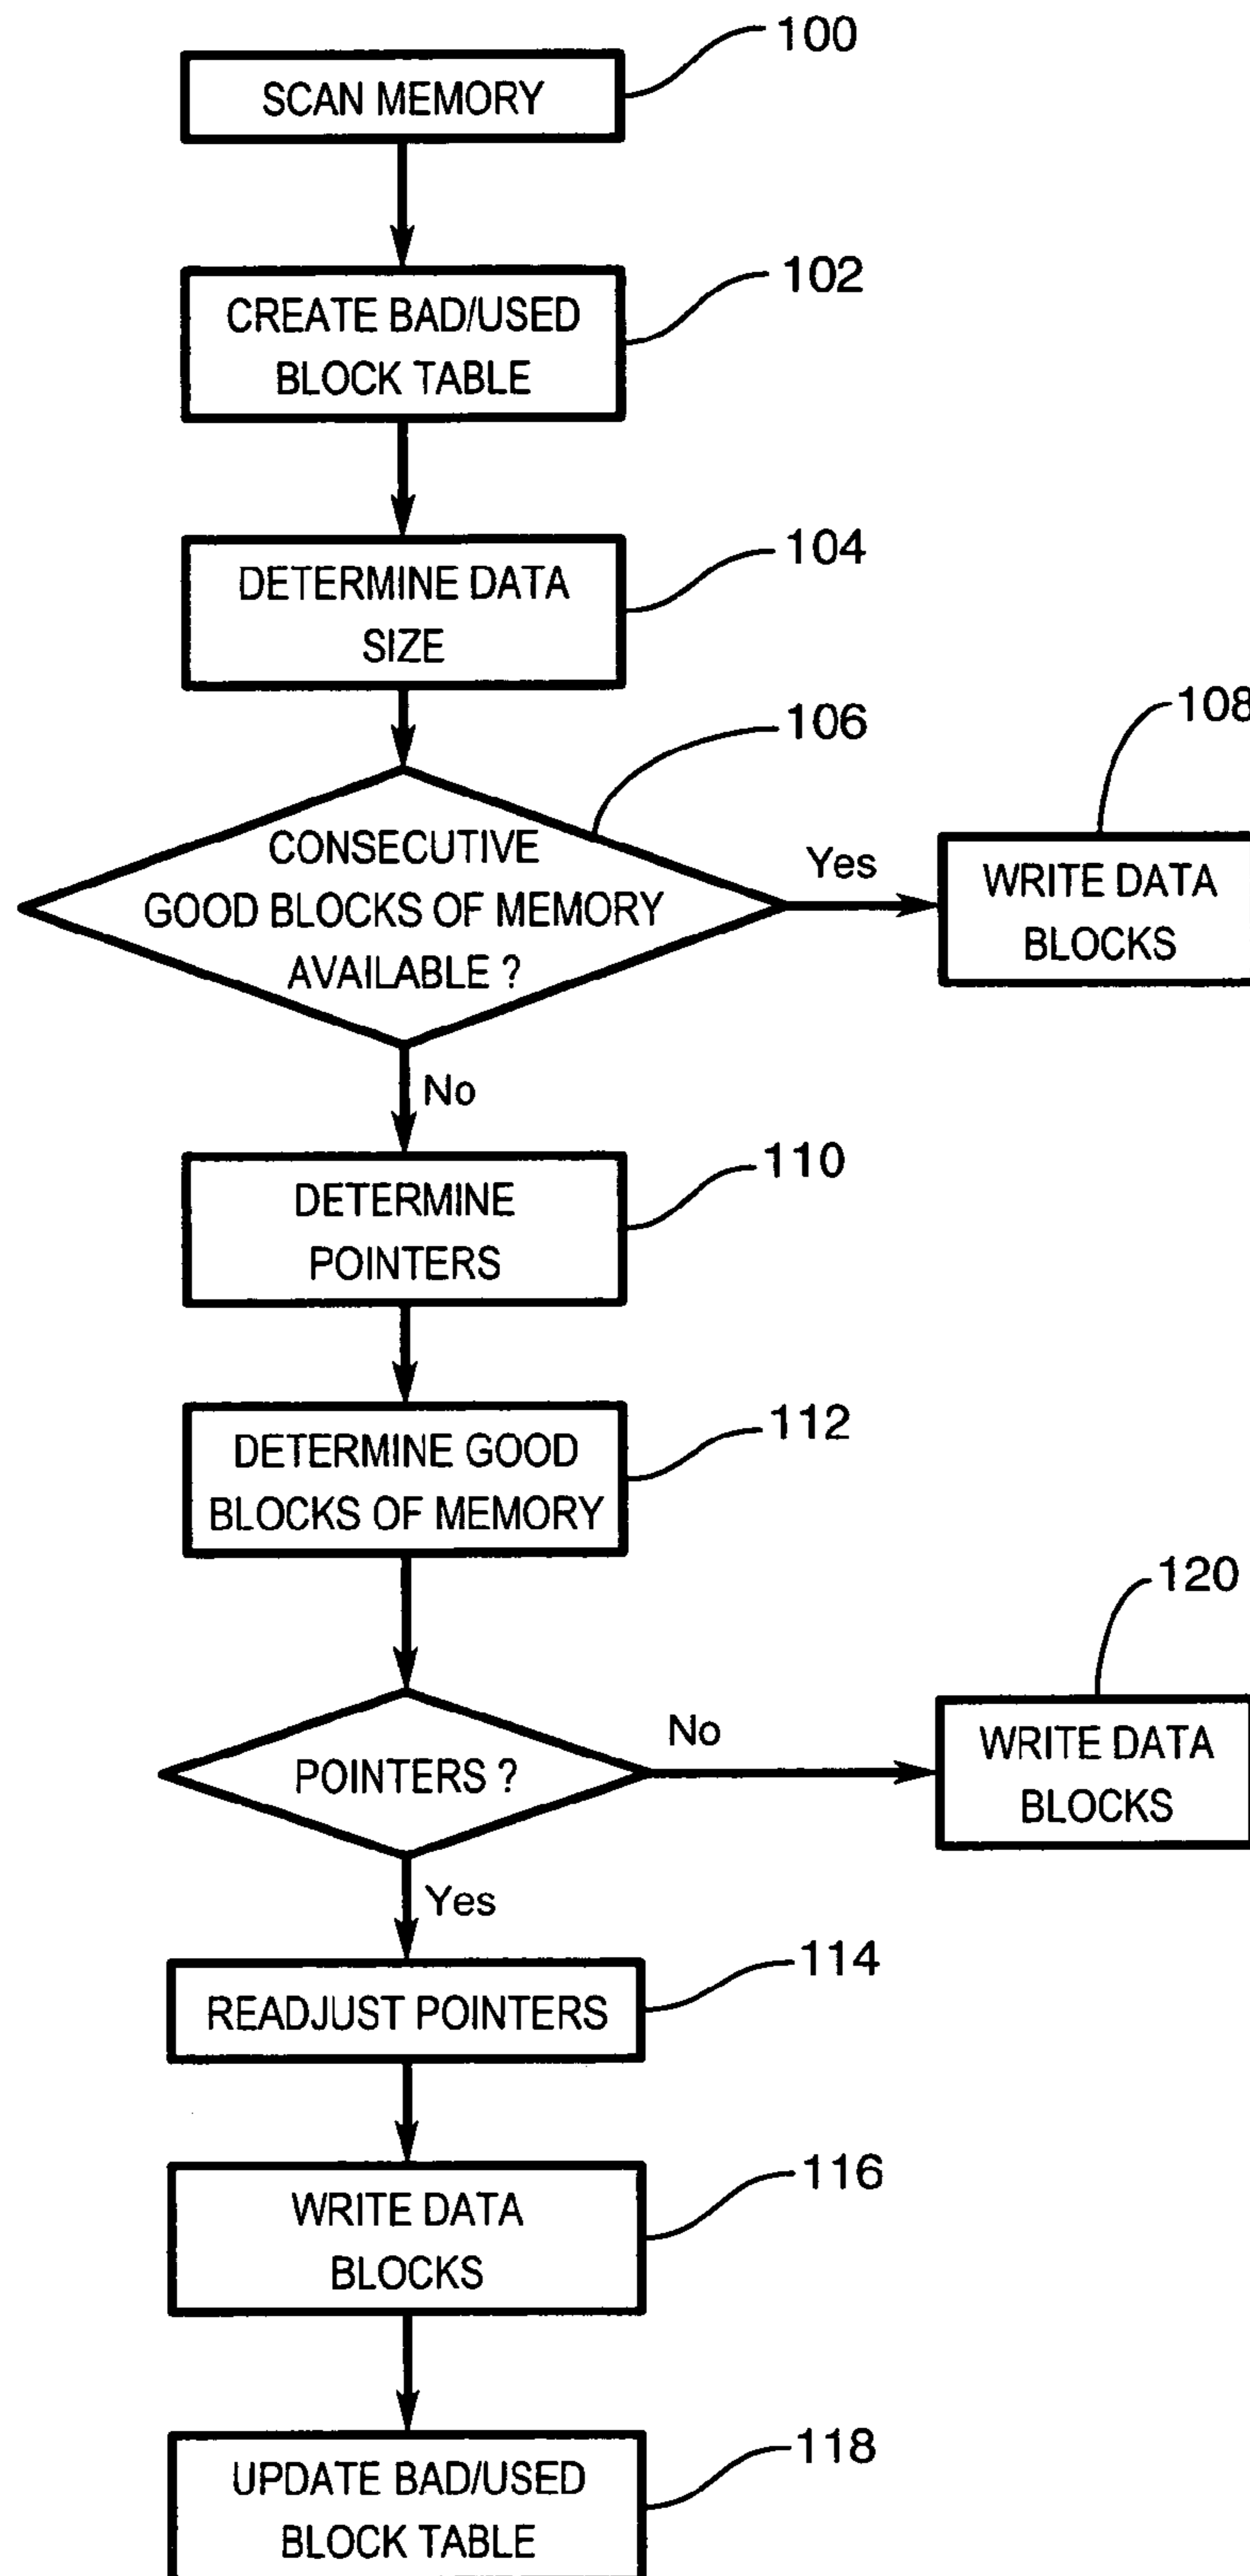 100
SCAN MEMORY
102
CREATE BAD/USED
BLOCK TABLE
104
DETERMINE DATA
SIZE
106
108
CONSECUTIVE
GOOD BLOCKS OF MEMORY
AVAILABLE ?
Yes
WRITE DATA
BLOCKS
No
110
DETERMINE
POINTERS
112
DETERMINE GOOD
BLOCKS OF MEMORY
120
POINTERS ?
No
WRITE DATA
BLOCKS
Yes
114
READJUST POINTERS
116
WRITE DATA
BLOCKS
118
UPDATE BAD/USED
BLOCK TABLE